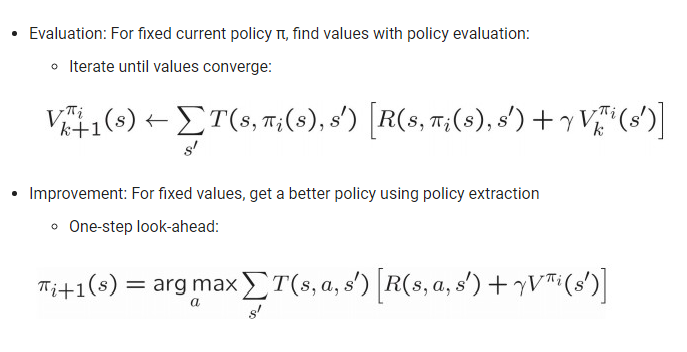 • Evaluation: For fixed current policy π, find values with policy evaluation:
○ Iterate until values converge:
$V_{k+1}^{\pi_i}(s) \leftarrow \sum_{s'} T(s, \pi_i(s), s') \left[ R(s, \pi_i(s), s') + \gamma V_k^{\pi_i}(s') \right]$
• Improvement: For fixed values, get a better policy using policy extraction
○ One-step look-ahead:
$\pi_{i+1}(s) = \arg\max_a \sum_{s'} T(s, a, s') \left[ R(s, a, s') + \gamma V^{\pi_i}(s') \right]$